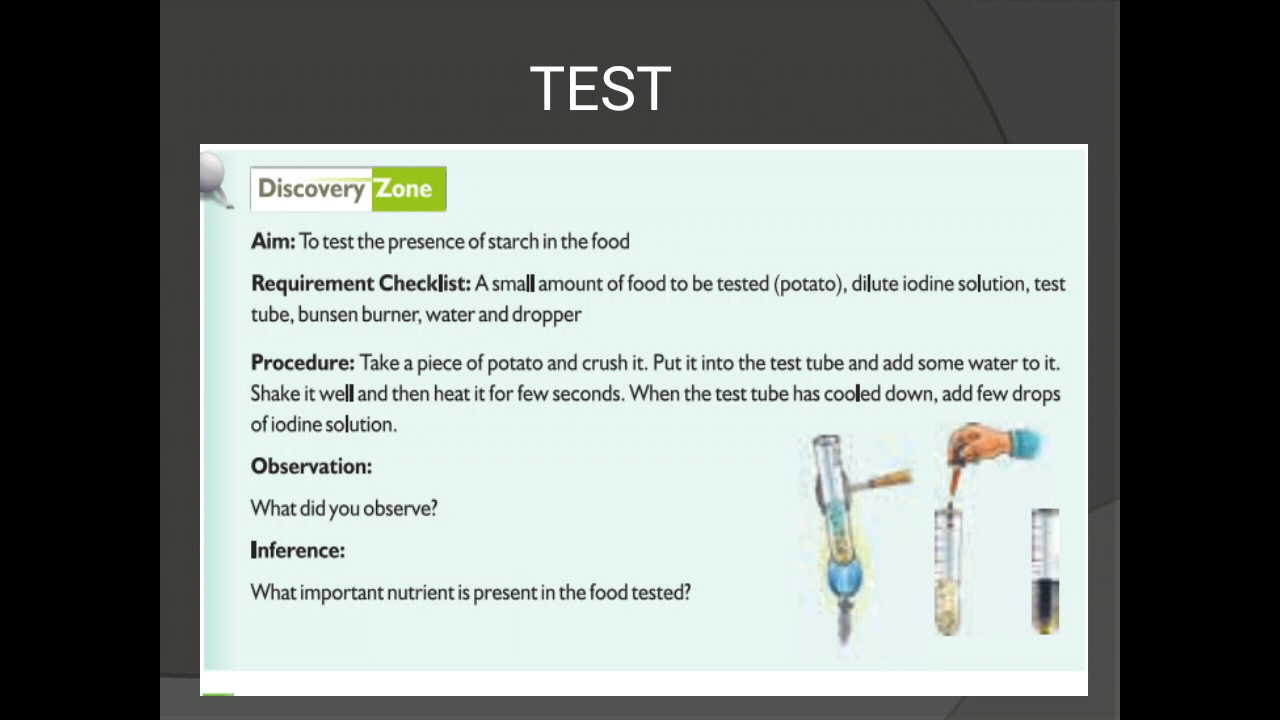 TEST
Discovery Zone
Aim: To test the presence of starch in the food
Requirement Checklist: A small amount of food to be tested (potato), dilute iodine solution, test
tube, bunsen burner, water and dropper
Procedure: Take a piece of potato and crush it. Put it into the test tube and add some water to it.
Shake it well and then heat it for few seconds. When the test tube has cooled down, add few drops
of iodine solution.
Observation:
What did you observe?
Inference:
What important nutrient is present in the food tested?